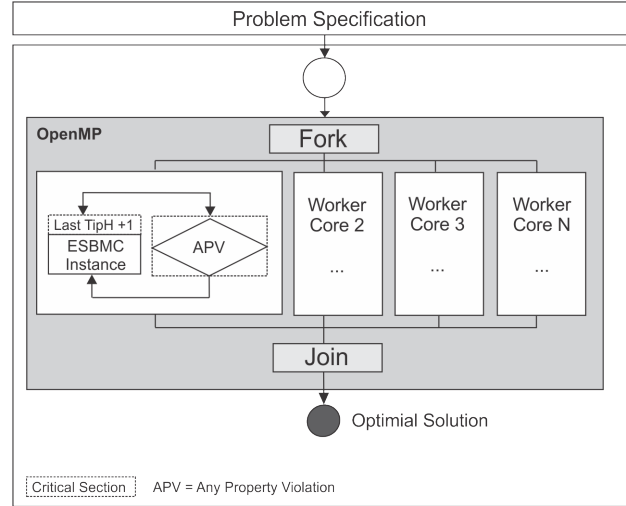 Problem Specification
OpenMP
Fork
Last TipH +1
ESBMC
Instance
APV
Worker
Core 2
...
Worker
Core 3
...
Worker
Core N
...
Join
Optimial Solution
Critical Section
APV = Any Property Violation